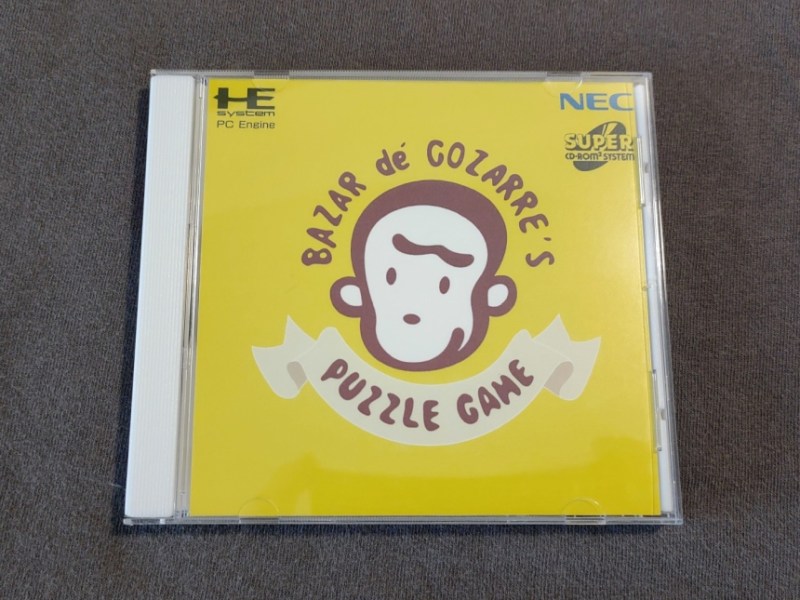 HE
system
PC Engine
NEC
SUPER
CD-ROM² SYSTEM
BAZAR dé GOZARRE'S
PUZZLE GAME